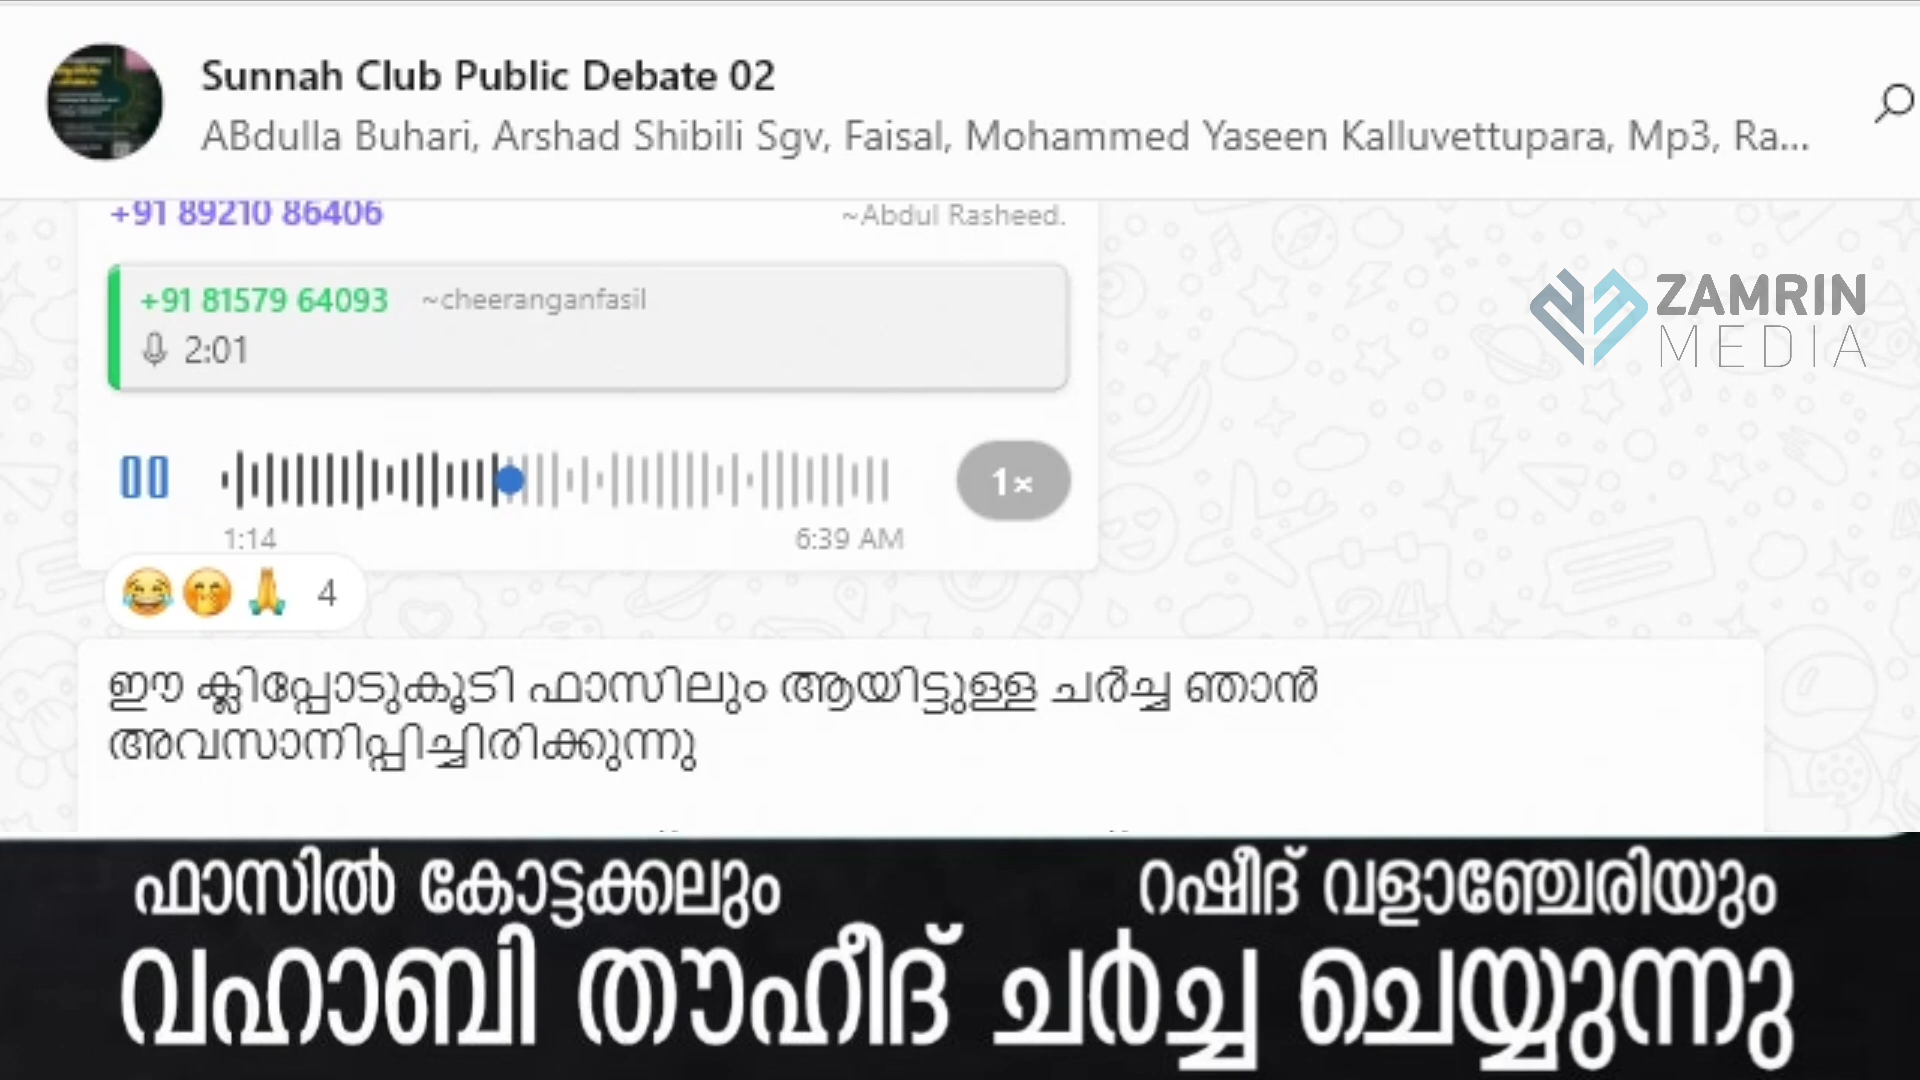 Sunnah Club Public Debate 02
ABdulla Buhari, Arshad Shibili Sgv, Faisal, Mohammed Yaseen Kalluvettupara, Mp3, Ra...
+91 89210 86406 ~Abdul Rasheed.
+91 81579 64093 ~cheeranganfasil
2:01
ZAMRIN
MEDIA
1×
1:14 6:39 AM
4
ഈ ക്ലിപ്പോടുകൂടി ഫാസിലും ആയിട്ടുള്ള ചർച്ച ഞാൻ
അവസാനിപ്പിച്ചിരിക്കുന്നു
ഫാസിൽ കോട്ടക്കലും റഷീദ് വളാഞ്ചേരിയും
വഹാബി തൗഹീദ് ചർച്ച ചെയ്യുന്നു